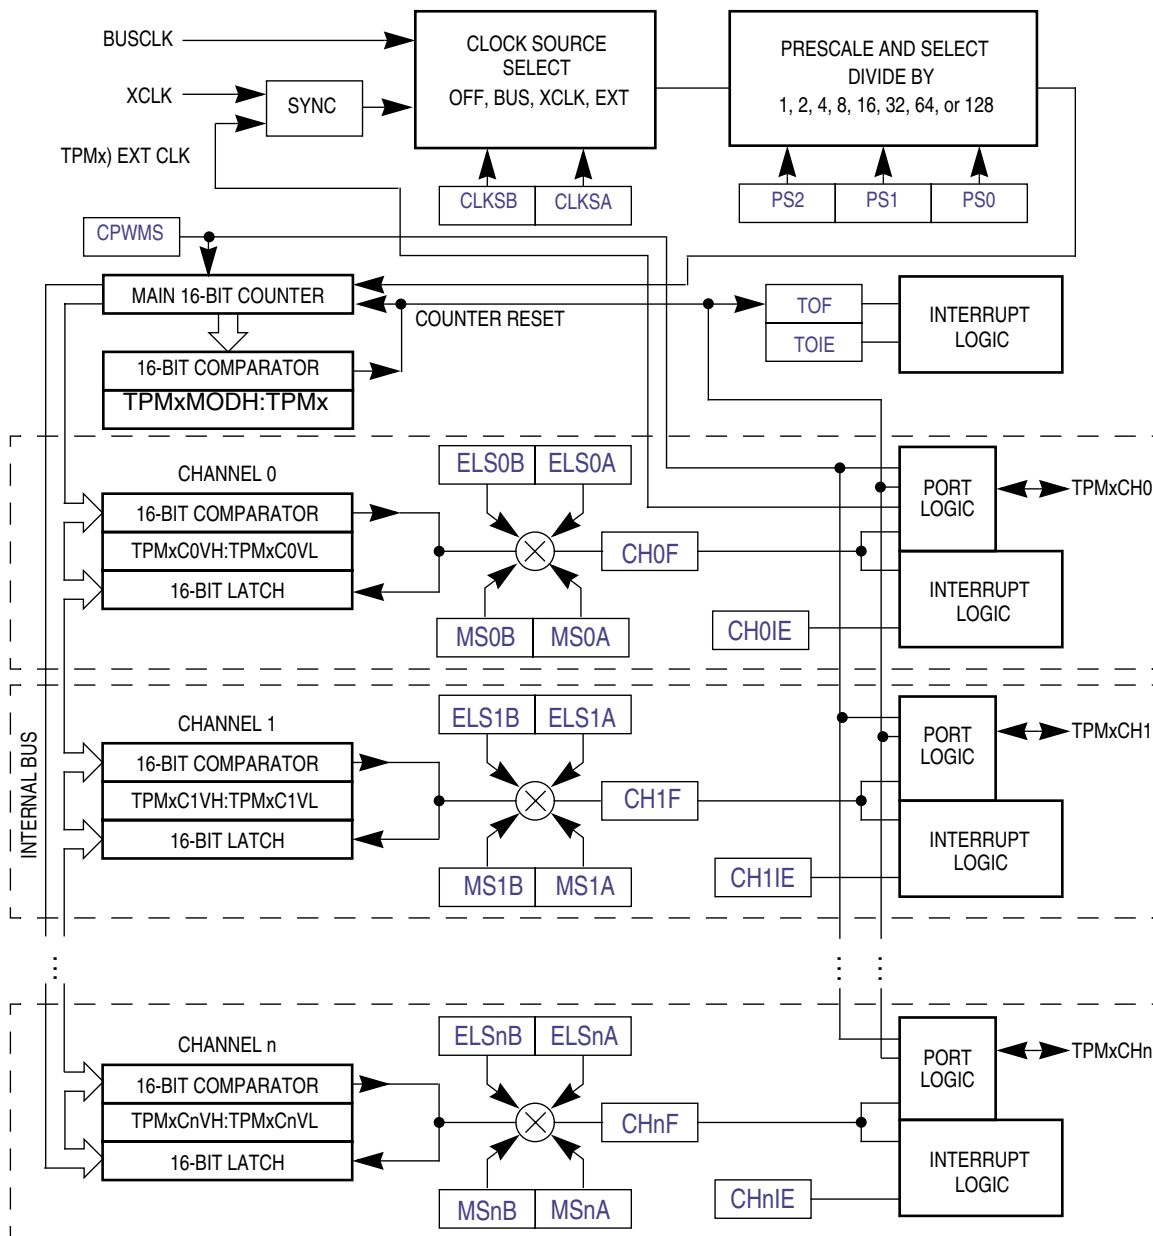 BUSCLK
CLOCK SOURCE
SELECT
OFF, BUS, XCLK, EXT
PRESCALE AND SELECT
DIVIDE BY
1, 2, 4, 8, 16, 32, 64, or 128
XCLK
SYNC
TPMx) EXT CLK
CLKSB
CLKSA
PS2
PS1
PS0
CPWMS
MAIN 16-BIT COUNTER
COUNTER RESET
TOF
TOIE
INTERRUPT
LOGIC
16-BIT COMPARATOR
TPMxMODH:TPMx
CHANNEL 0
ELS0B
ELS0A
PORT
LOGIC
TPMxCH0
16-BIT COMPARATOR
TPMxC0VH:TPMxC0VL
16-BIT LATCH
CH0F
INTERRUPT
LOGIC
MS0B
MS0A
CH0IE
INTERNAL BUS
CHANNEL 1
ELS1B
ELS1A
PORT
LOGIC
TPMxCH1
16-BIT COMPARATOR
TPMxC1VH:TPMxC1VL
16-BIT LATCH
CH1F
INTERRUPT
LOGIC
MS1B
MS1A
CH1IE
...
...
...
CHANNEL n
ELSnB
ELSnA
PORT
LOGIC
TPMxCHn
16-BIT COMPARATOR
TPMxCnVH:TPMxCnVL
16-BIT LATCH
CHnF
INTERRUPT
LOGIC
MSnB
MSnA
CHnIE